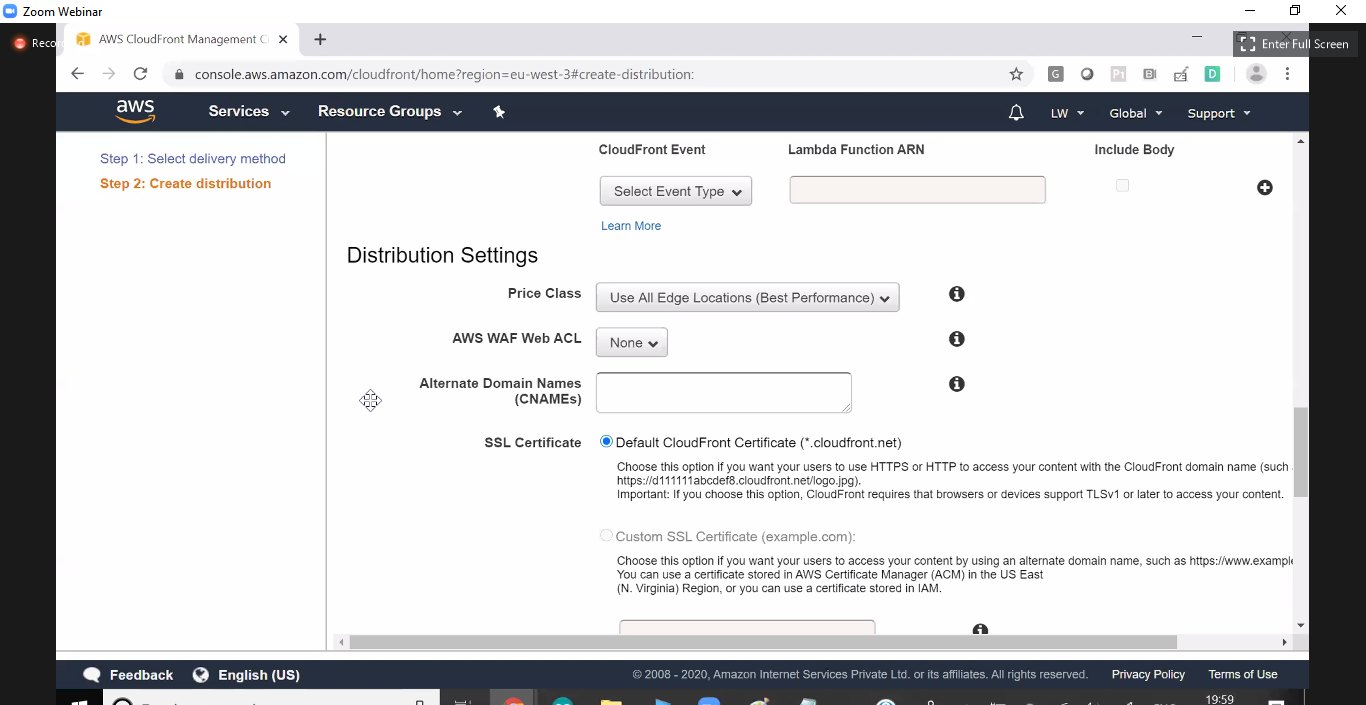 Zoom Webinar
AWS CloudFront Management C
Enter Full Screen
console.aws.amazon.com/cloudfront/home?region=eu-west-3#create-distribution:
aws Services Resource Groups LW Global Support
Step 1: Select delivery method
Step 2: Create distribution
CloudFront Event Lambda Function ARN Include Body
Select Event Type
Learn More
Distribution Settings
Price Class Use All Edge Locations (Best Performance)
AWS WAF Web ACL None
Alternate Domain Names
(CNAMEs)
SSL Certificate Default CloudFront Certificate (*.cloudfront.net)
Choose this option if you want your users to use HTTPS or HTTP to access your content with the CloudFront domain name (such
https://d111111abcdef8.cloudfront.net/logo.jpg).
Important: If you choose this option, CloudFront requires that browsers or devices support TLSv1 or later to access your content.
Custom SSL Certificate (example.com):
Choose this option if you want your users to access your content by using an alternate domain name, such as https://www.example
You can use a certificate stored in AWS Certificate Manager (ACM) in the US East
(N. Virginia) Region, or you can use a certificate stored in IAM.
Feedback English (US) © 2008 - 2020, Amazon Internet Services Private Ltd. or its affiliates. All rights reserved. Privacy Policy Terms of Use
19:59